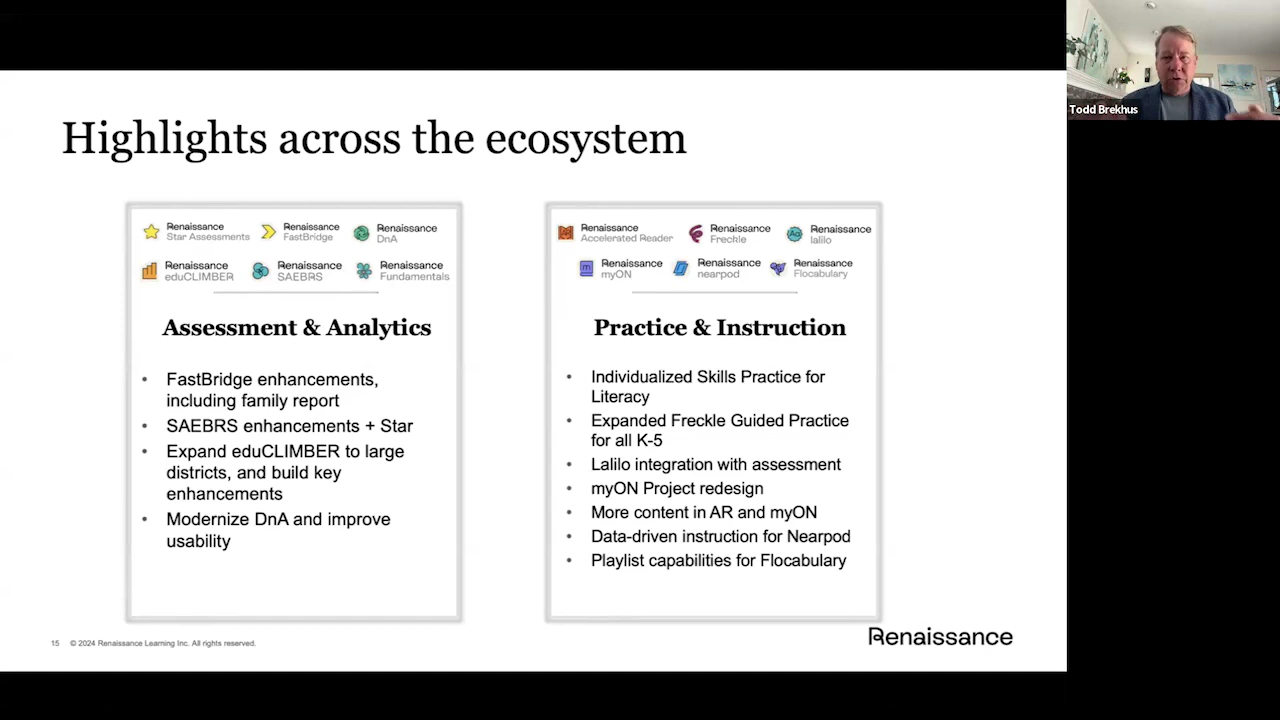 Todd Brekhus
Highlights across the ecosystem
Renaissance
Star Assessments
Renaissance
FastBridge
Renaissance
DnA
Renaissance
eduCLIMBER
Renaissance
SAEBRS
Renaissance
Fundamentals
Assessment & Analytics
• FastBridge enhancements,
including family report
• SAEBRS enhancements + Star
• Expand eduCLIMBER to large
districts, and build key
enhancements
• Modernize DnA and improve
usability
Renaissance
Accelerated Reader
Renaissance
Freckle
Renaissance
lalilo
Renaissance
myON
Renaissance
nearpod
Renaissance
Flocabulary
Practice & Instruction
• Individualized Skills Practice for
Literacy
• Expanded Freckle Guided Practice
for all K-5
• Lalilo integration with assessment
• myON Project redesign
• More content in AR and myON
• Data-driven instruction for Nearpod
• Playlist capabilities for Flocabulary
15 © 2024 Renaissance Learning Inc. All rights reserved.
Renaissance